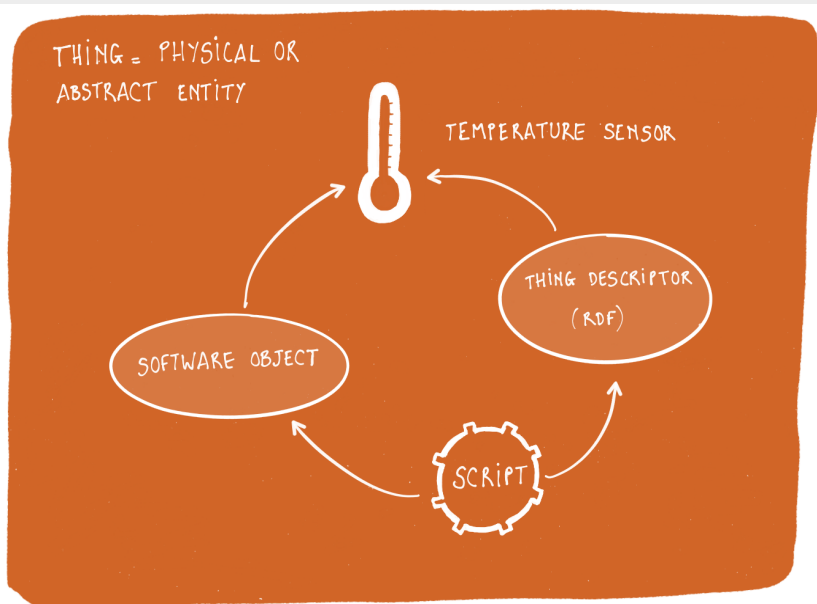 THING = PHYSICAL OR
ABSTRACT ENTITY
TEMPERATURE SENSOR
THING DESCRIPTOR
(RDF)
SOFTWARE OBJECT
SCRIPT